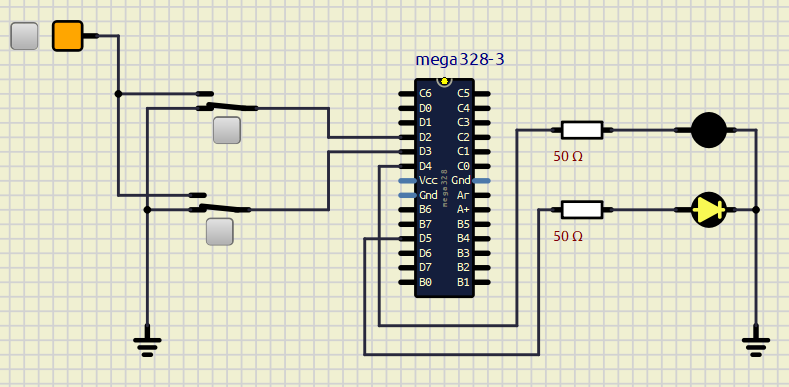 mega328-3
C6 C5
D0 C4
D1 C3
D2 C2
D3 C1
D4 C0
Vcc Gnd
Gnd Ar
B6 A+
B7 B5
D5 B4
D6 B3
D7 B2
B0 B1
mega328
50 Ω
50 Ω